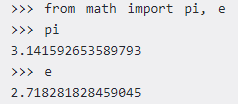 >>> from math import pi, e
>>> pi
3.141592653589793
>>> e
2.718281828459045